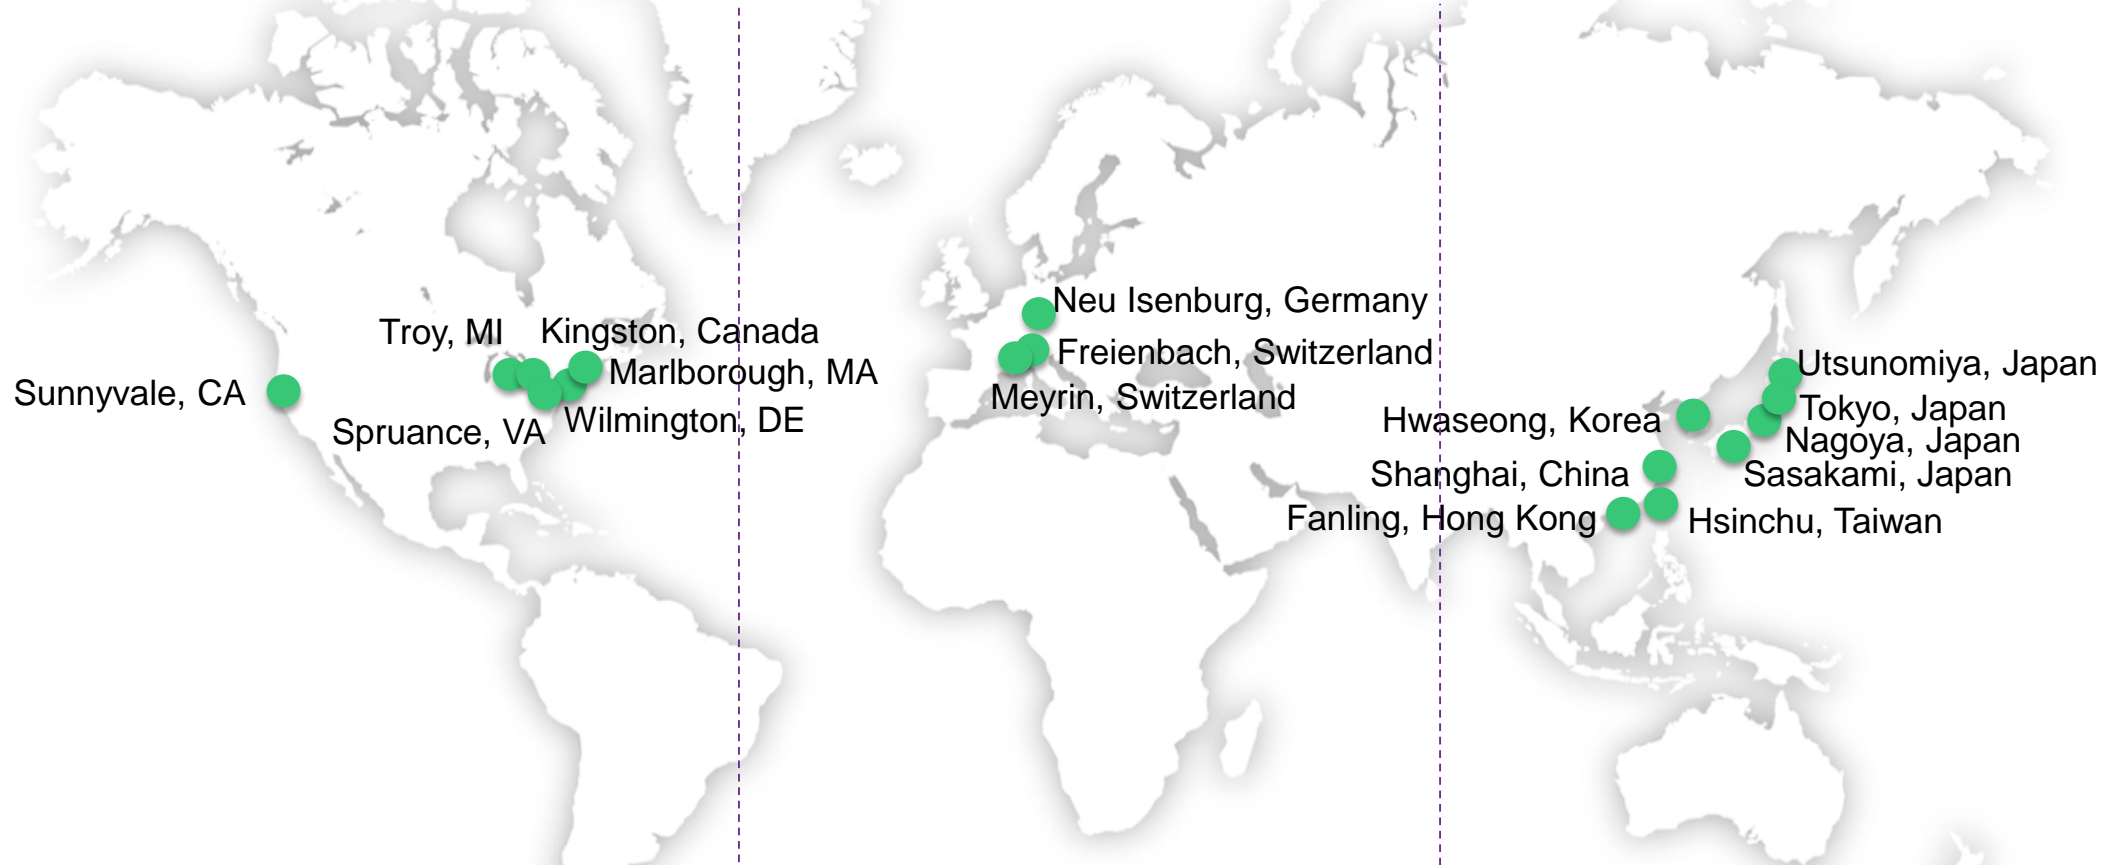 Troy, MI
Kingston, Canada
Sunnyvale, CA
Marlborough, MA
Spruance, VA
Wilmington, DE
Neu Isenburg, Germany
Freienbach, Switzerland
Meyrin, Switzerland
Utsunomiya, Japan
Tokyo, Japan
Hwaseong, Korea
Nagoya, Japan
Shanghai, China
Sasakami, Japan
Fanling, Hong Kong
Hsinchu, Taiwan